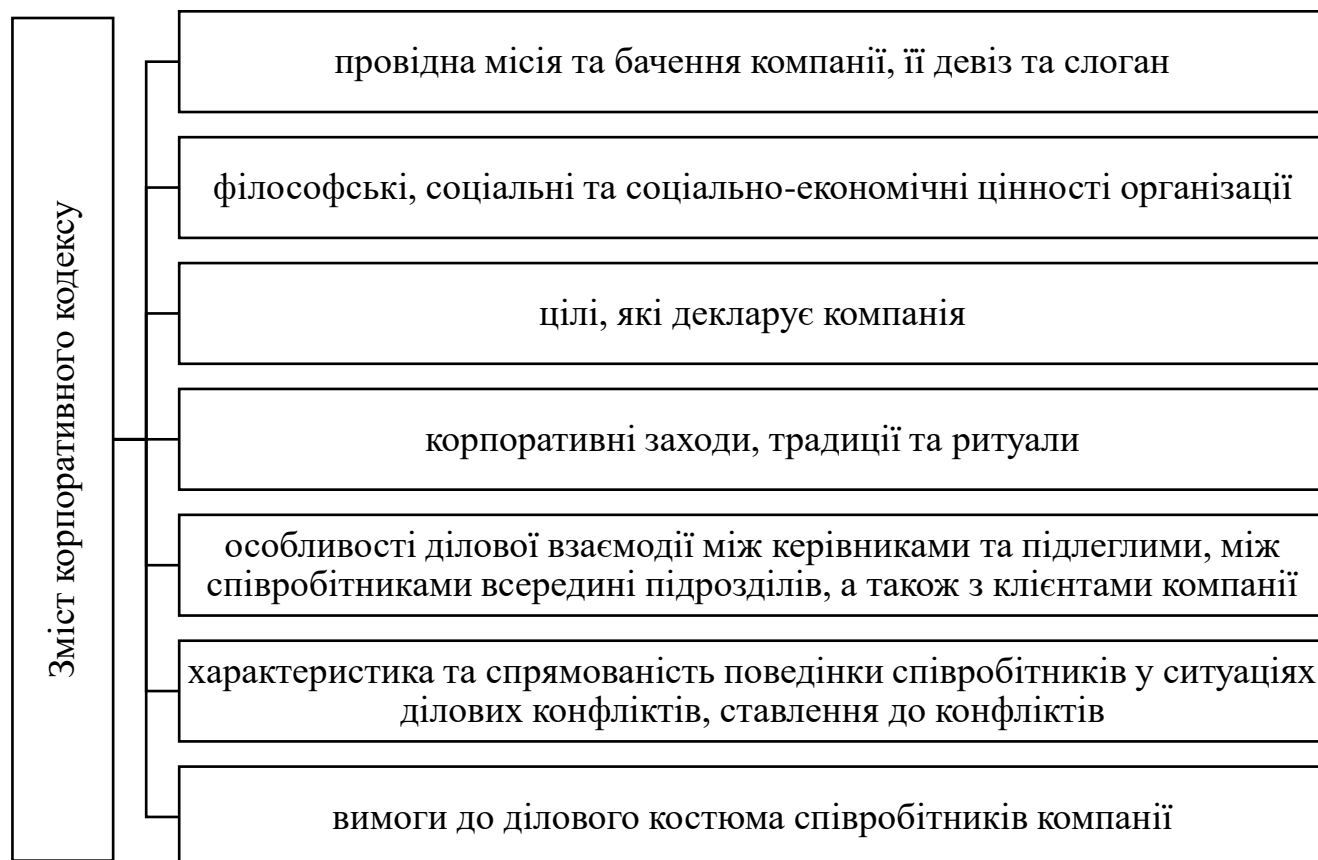 Зміст корпоративного кодексу
провідна місія та бачення компанії, її девіз та слоган
філософські, соціальні та соціально-економічні цінності організації
цілі, які декларує компанія
корпоративні заходи, традиції та ритуали
особливості ділової взаємодії між керівниками та підлеглими, між
співробітниками всередині підрозділів, а також з клієнтами компанії
характеристика та спрямованість поведінки співробітників у ситуаціях
ділових конфліктів, ставлення до конфліктів
вимоги до ділового костюма співробітників компанії